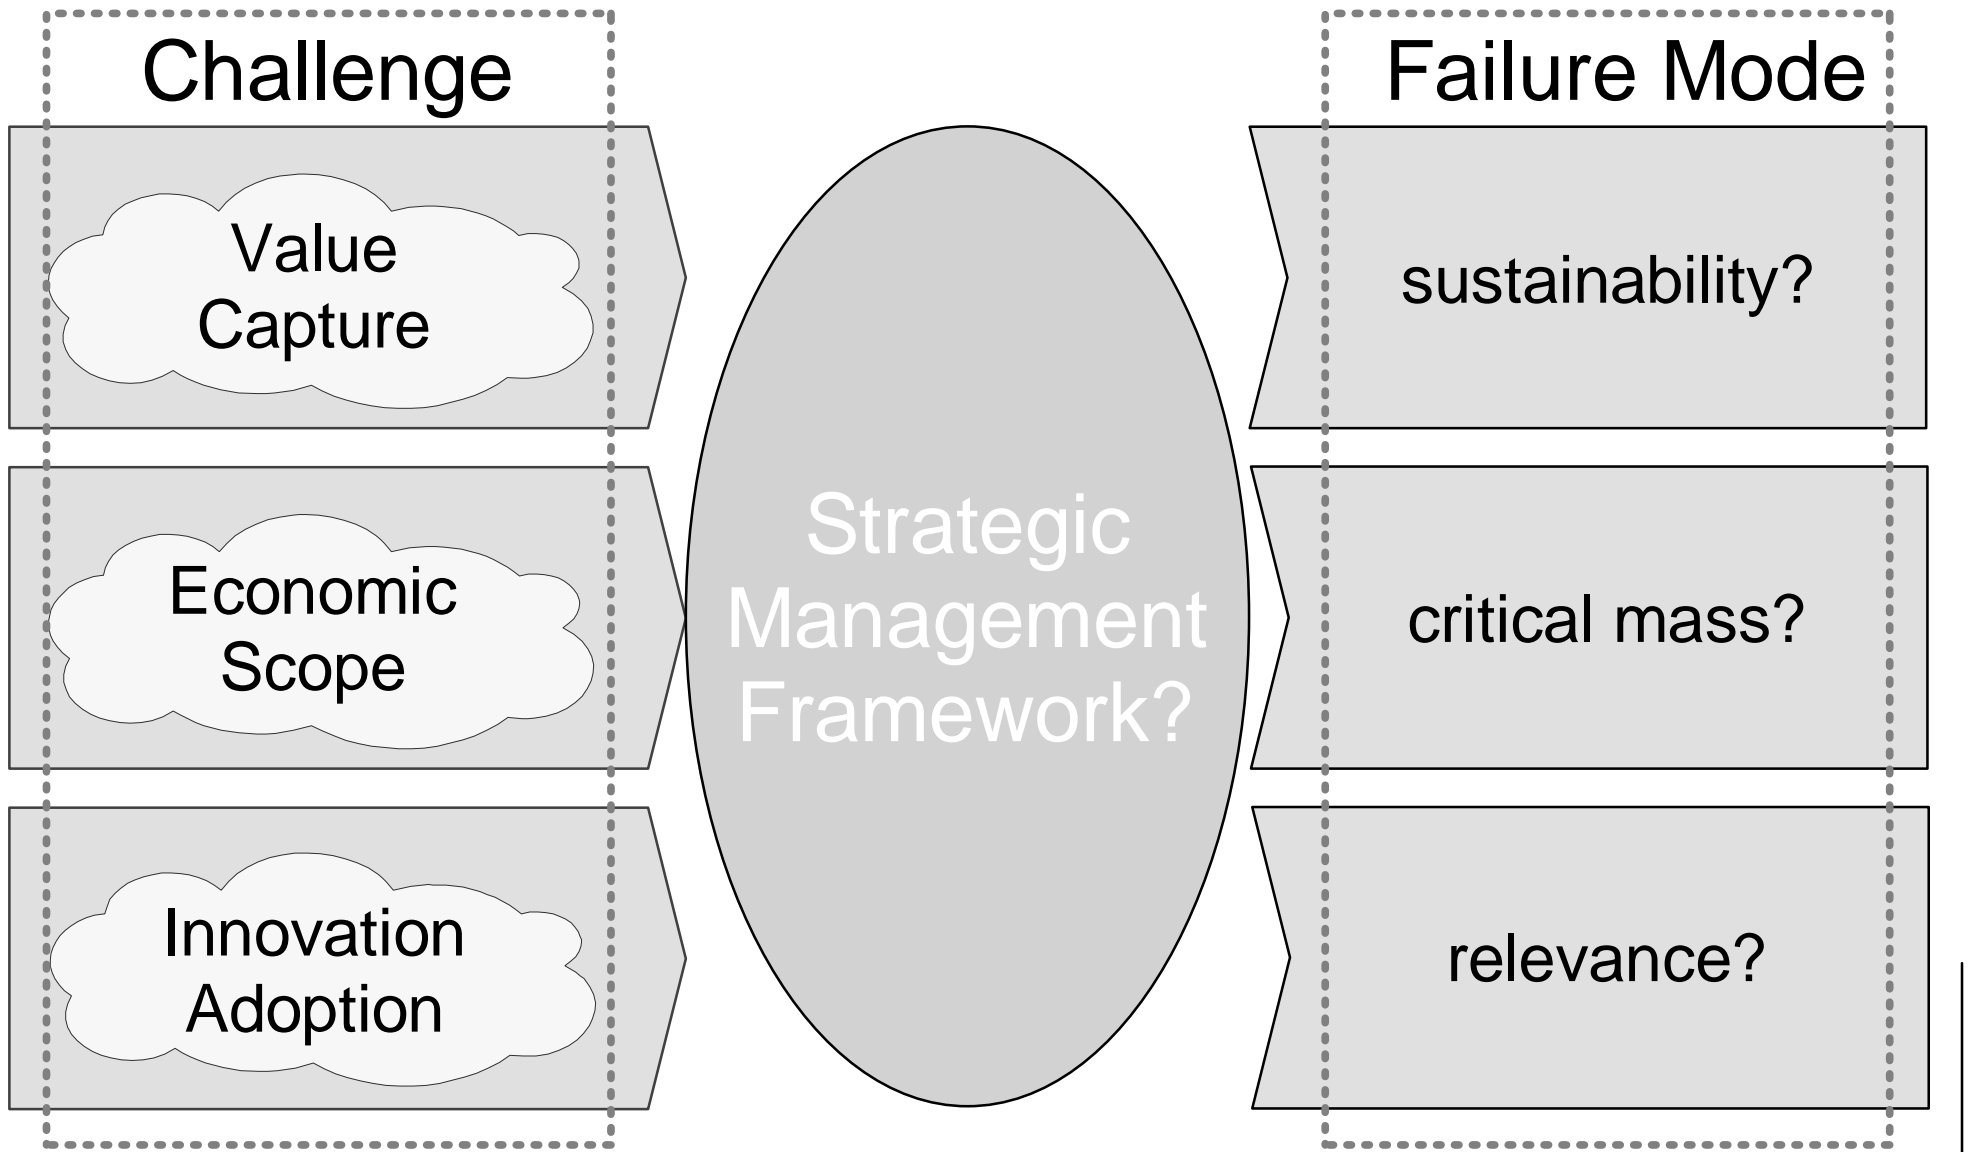 Challenge
Value
Capture
Economic
Scope
Innovation
Adoption
Strategic
Management
Framework?
Failure Mode
sustainability?
critical mass?
relevance?